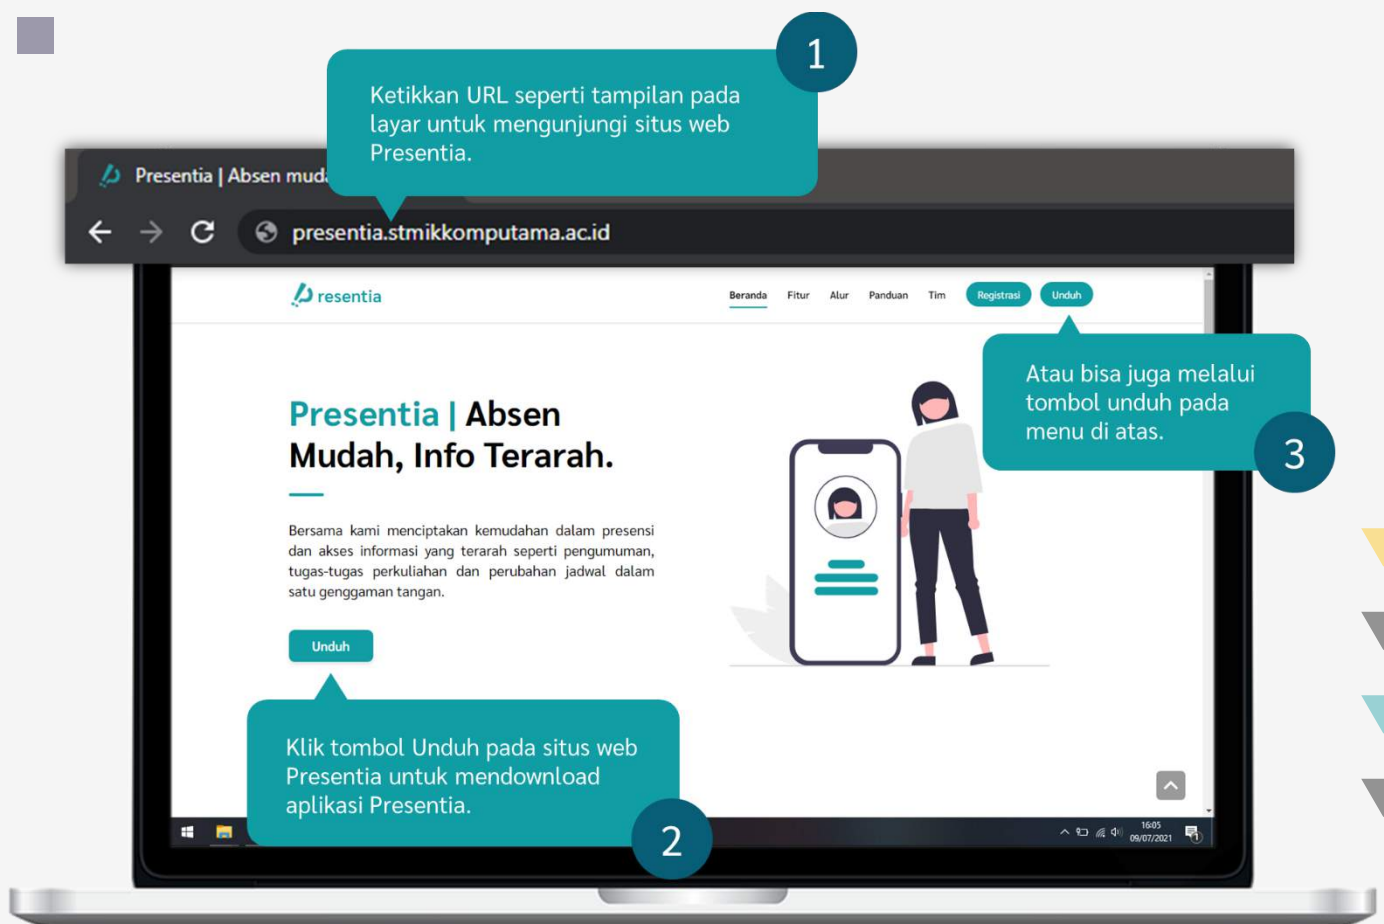 1
Ketikkan URL seperti tampilan pada
layar untuk mengunjungi situs web
Presentia.
Presentia | Absen
presentia.stmikkomputama.ac.id
resentia
Beranda Fitur Alur Panduan Tim Registrasi Unduh
Atau bisa juga melalui
tombol unduh pada
menu di atas.
3
Presentia | Absen
Mudah, Info Terarah.
Bersama kami menciptakan kemudahan dalam presensi
dan akses informasi yang terarah seperti pengumuman,
tugas-tugas perkuliahan dan perubahan jadwal dalam
satu genggaman tangan.
Unduh
Klik tombol Unduh pada situs web
Presentia untuk mendownload
aplikasi Presentia.
2
16:05
09/07/2021
1